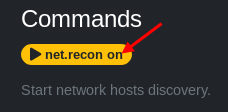 Commands
net.recon on
Start network hosts discovery.